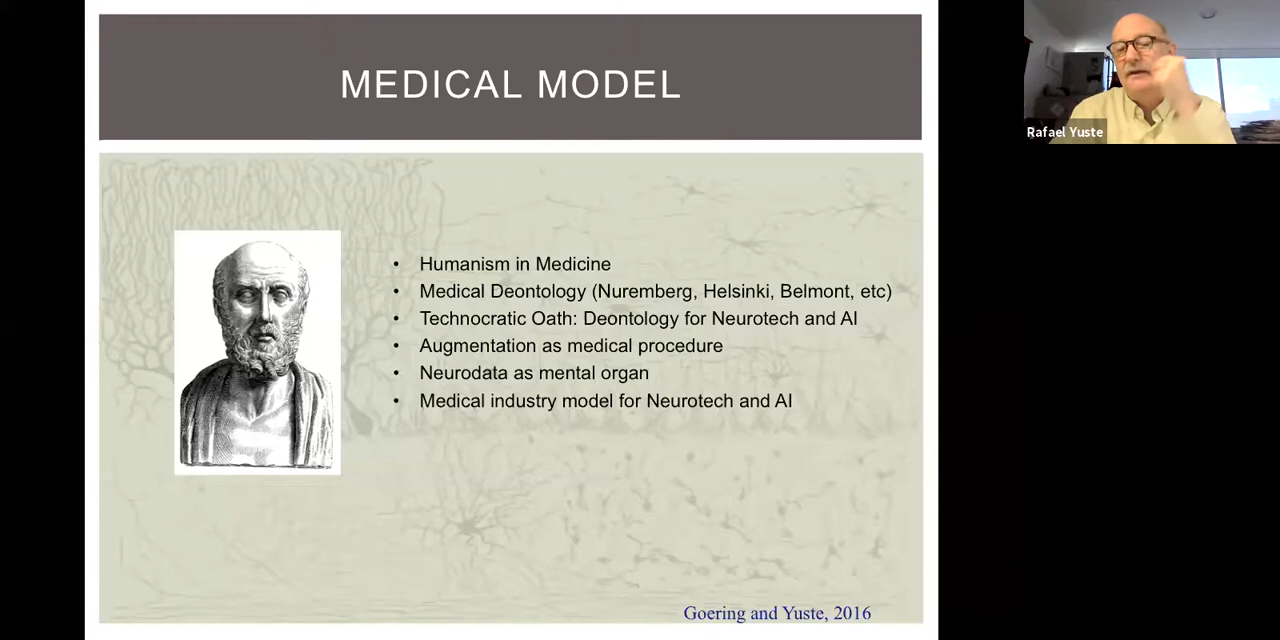 MEDICAL MODEL
Rafael Yuste
• Humanism in Medicine
• Medical Deontology (Nuremberg, Helsinki, Belmont, etc)
• Technocratic Oath: Deontology for Neurotech and AI
• Augmentation as medical procedure
• Neurodata as mental organ
• Medical industry model for Neurotech and AI
Goering and Yuste, 2016